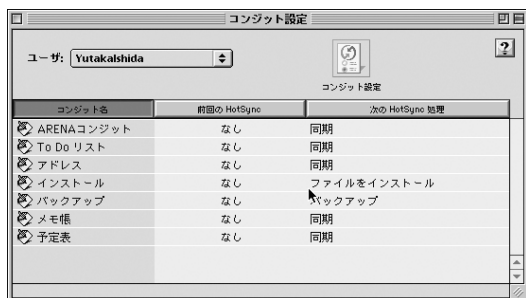 コンジット設定
ユーザ: YutakaIshida
?
コンジット設定
コンジット名 前回の HotSync 次の HotSync 処理
ARENAコンジット なし 同期
To Do リスト なし 同期
アドレス なし 同期
インストール なし ファイルをインストール
バックアップ なし バックアップ
メモ帳 なし 同期
予定表 なし 同期